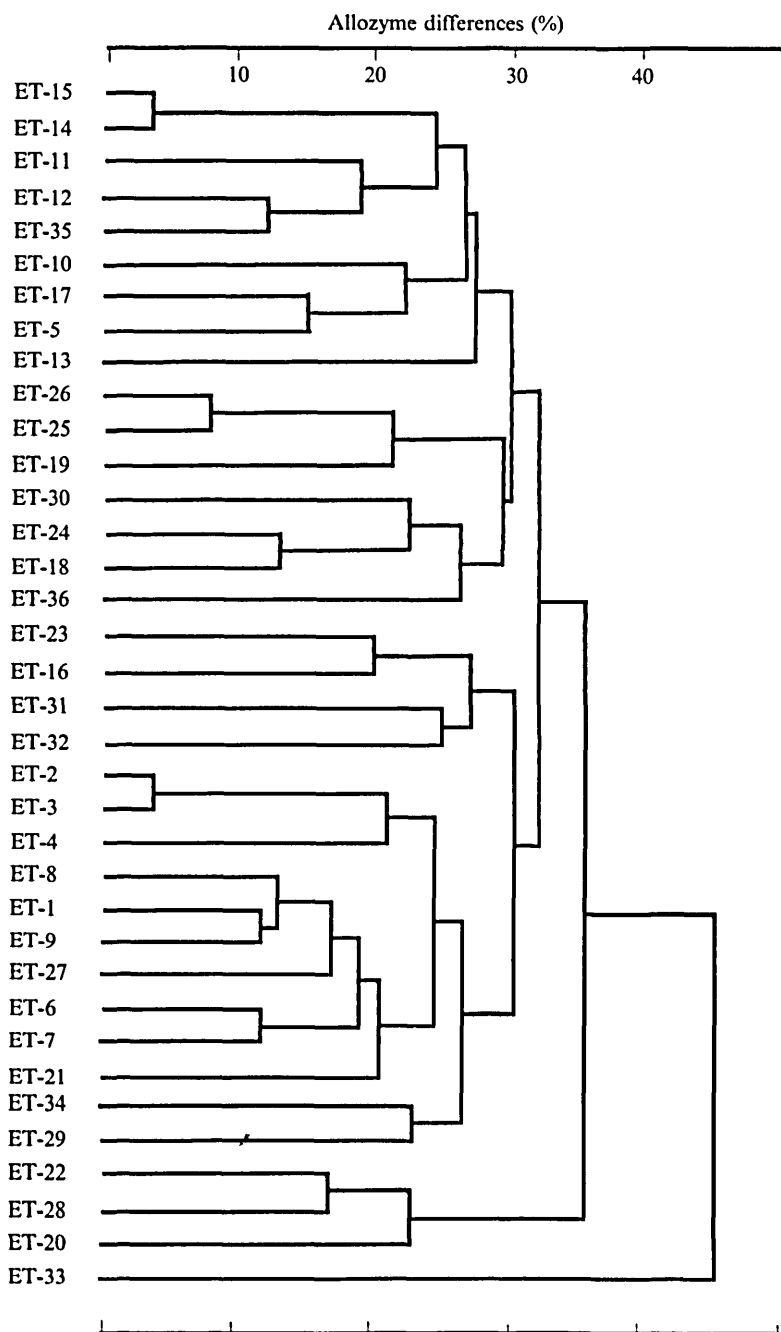 Allozyme differences (%)
10 20 30 40
ET-15
ET-14
ET-11
ET-12
ET-35
ET-10
ET-17
ET-5
ET-13
ET-26
ET-25
ET-19
ET-30
ET-24
ET-18
ET-36
ET-23
ET-16
ET-31
ET-32
ET-2
ET-3
ET-4
ET-8
ET-1
ET-9
ET-27
ET-6
ET-7
ET-21
ET-34
ET-29
ET-22
ET-28
ET-20
ET-33